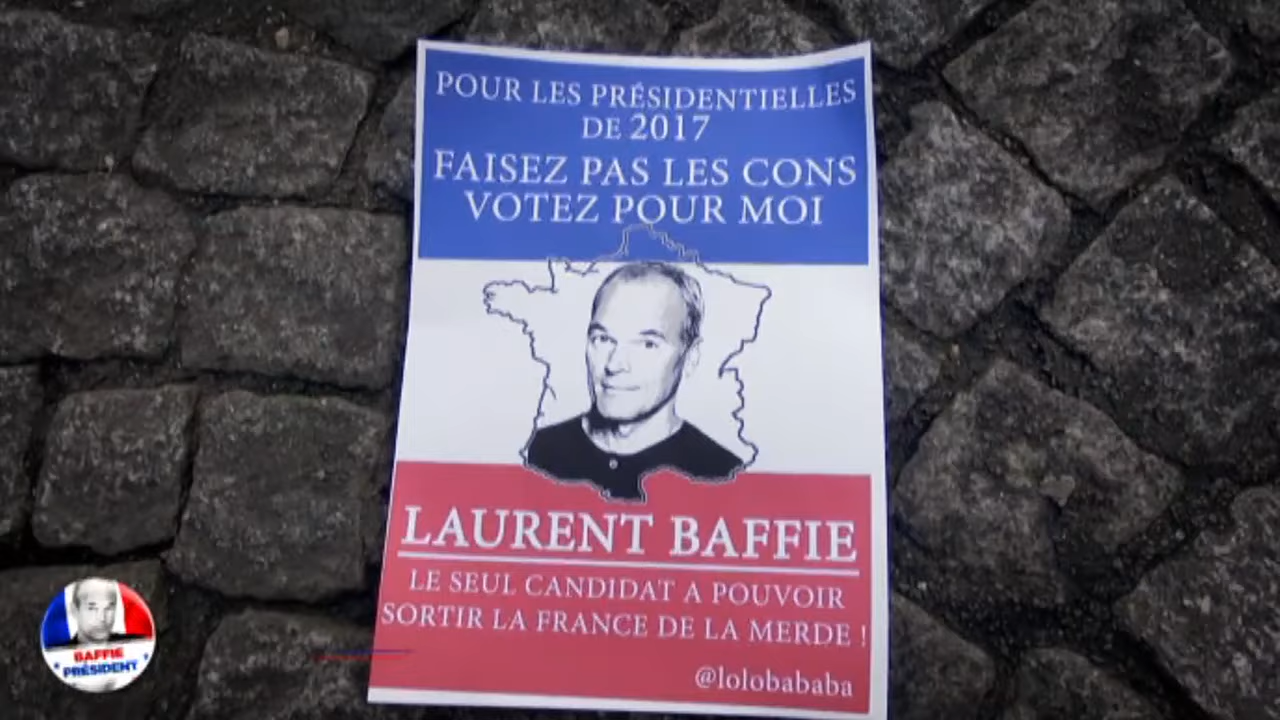 POUR LES PRÉSIDENTIELLES
DE 2017
FAISEZ PAS LES CONS
VOTEZ POUR MOI
LAURENT BAFFIE
LE SEUL CANDIDAT A POUVOIR
SORTIR LA FRANCE DE LA MERDE !
@lolobababa
BAFFIE
PRÉSIDENT